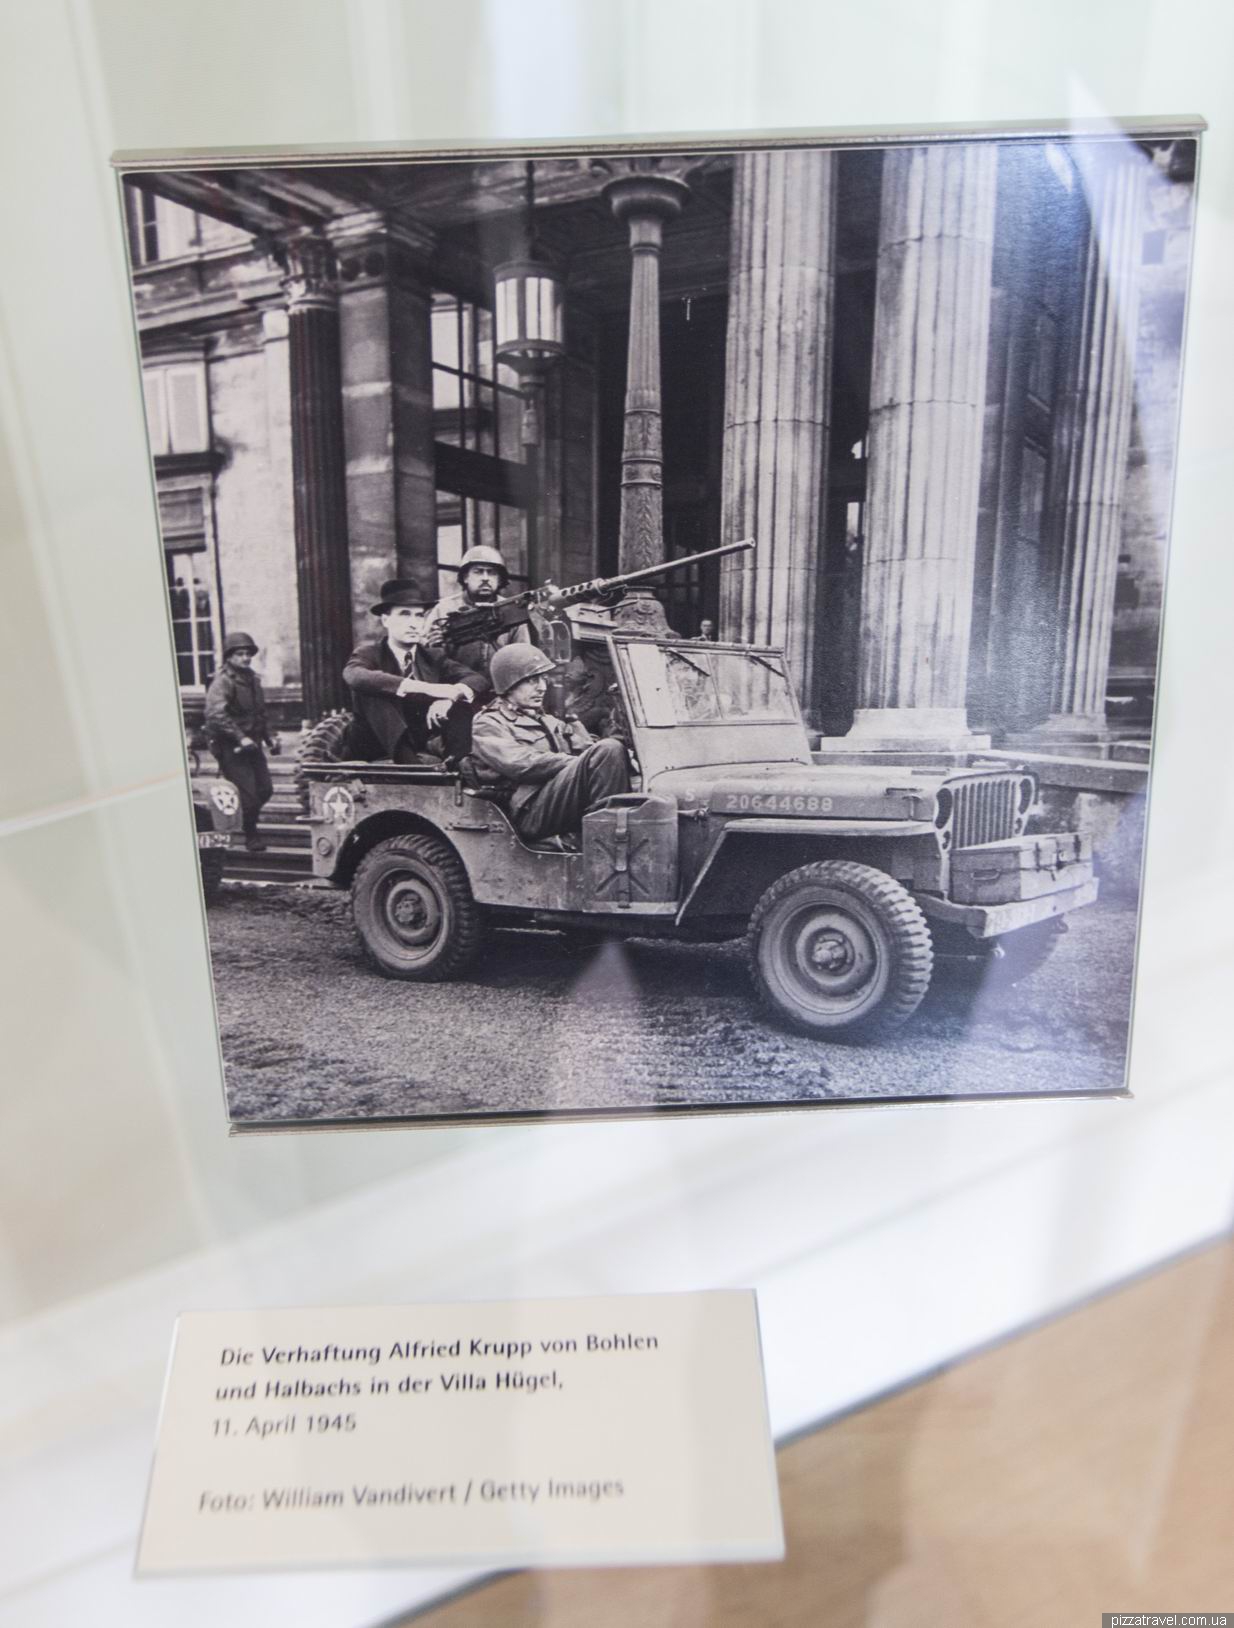 S
20644688
Die Verhaftung Alfried Krupp von Bohlen
und Halbachs in der Villa Hügel,
11. April 1945
Foto: William Vandivert / Getty Images
pizzatravel.com.ua